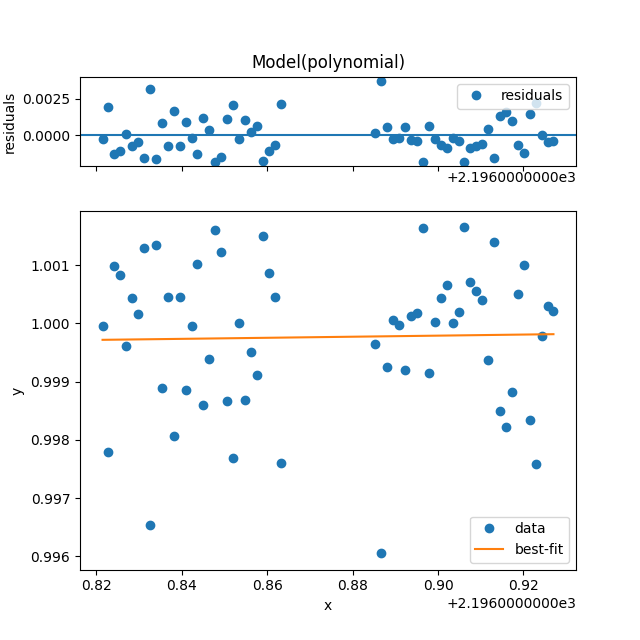 Model(polynomial)
residuals
0.0025
0.0000
residuals
+2.1960000000e3
y
1.001
1.000
0.999
0.998
0.997
0.996
data
best-fit
0.82 0.84 0.86 0.88 0.90 0.92
+2.1960000000e3
x